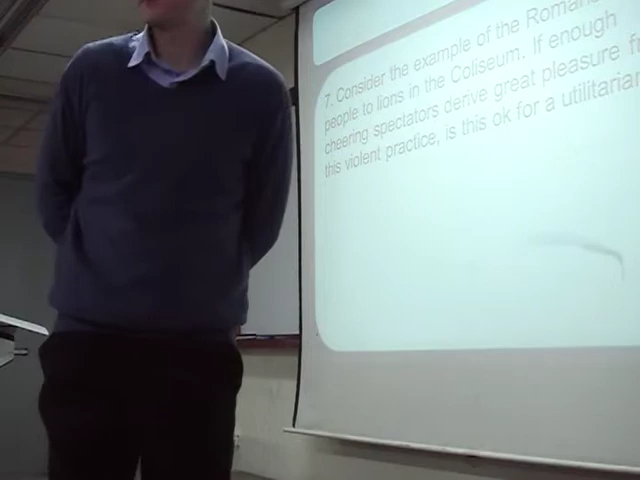 7. Consider the example of the Romans
people to lions in the Coliseum. If enough
cheering spectators derive great pleasure
this violent practice, is this ok for a utilitarian